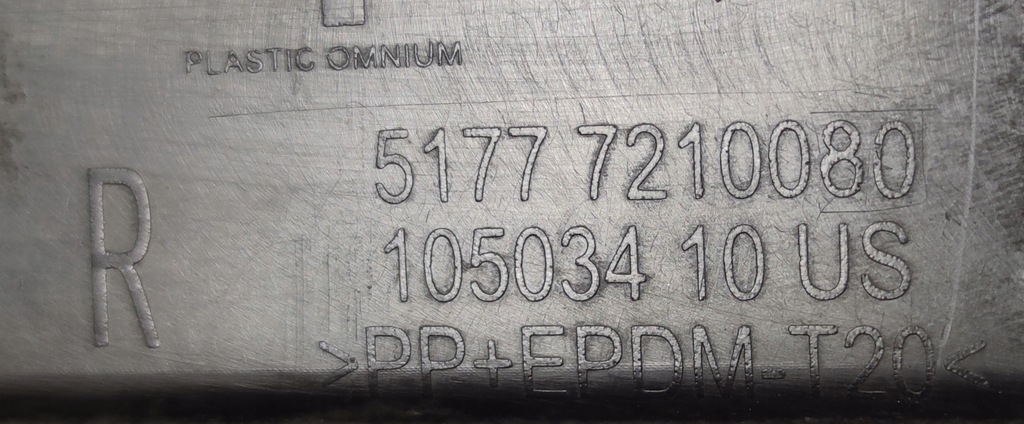 PLASTIC OMNIUM
5177 7210080
R
105034 10 US
>PP+EPDM-T20<